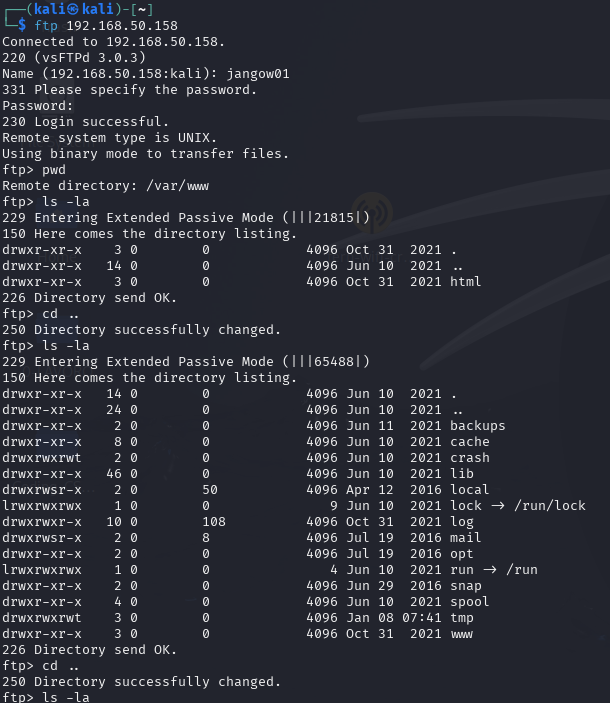 ┌──(kali㉿kali)-[~]
└─$ ftp 192.168.50.158
Connected to 192.168.50.158.
220 (vsFTPd 3.0.3)
Name (192.168.50.158:kali): jangow01
331 Please specify the password.
Password:
230 Login successful.
Remote system type is UNIX.
Using binary mode to transfer files.
ftp> pwd
Remote directory: /var/www
ftp> ls -la
229 Entering Extended Passive Mode (|||21815|)
150 Here comes the directory listing.
drwxr-xr-x    3 0        0            4096 Oct 31  2021 .
drwxr-xr-x   14 0        0            4096 Jun 10  2021 ..
drwxr-xr-x    3 0        0            4096 Oct 31  2021 html
226 Directory send OK.
ftp> cd ..
250 Directory successfully changed.
ftp> ls -la
229 Entering Extended Passive Mode (|||65488|)
150 Here comes the directory listing.
drwxr-xr-x   14 0        0            4096 Jun 10  2021 .
drwxr-xr-x   24 0        0            4096 Jun 10  2021 ..
drwxr-xr-x    2 0        0            4096 Jun 11  2021 backups
drwxr-xr-x    8 0        0            4096 Jun 10  2021 cache
drwxrwxrwt    2 0        0            4096 Jun 10  2021 crash
drwxr-xr-x   46 0        0            4096 Jun 10  2021 lib
drwxrwsr-x    2 0        50           4096 Apr 12  2016 local
lrwxrwxrwx    1 0        0               9 Jun 10  2021 lock -> /run/lock
drwxrwxr-x   10 0        108          4096 Oct 31  2021 log
drwxrwsr-x    2 0        8            4096 Jul 19  2016 mail
drwxr-xr-x    2 0        0            4096 Jul 19  2016 opt
lrwxrwxrwx    1 0        0               4 Jun 10  2021 run -> /run
drwxr-xr-x    2 0        0            4096 Jun 29  2016 snap
drwxr-xr-x    4 0        0            4096 Jun 10  2021 spool
drwxrwxrwt    3 0        0            4096 Jan 08 07:41 tmp
drwxr-xr-x    3 0        0            4096 Oct 31  2021 www
226 Directory send OK.
ftp> cd ..
250 Directory successfully changed.
ftp> ls -la